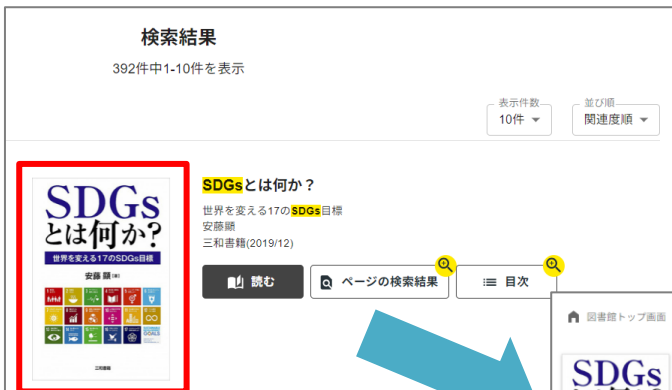 検索結果
392件中1-10件を表示
表示件数
10件
並び順
関連度順
SDGs
とは何か?
世界を変える17のSDGs目標
安藤 顯
三和書籍
SDGsとは何か？
世界を変える17のSDGs目標
安藤顯
三和書籍(2019/12)
読む
ページの検索結果
目次
図書館トップ画面
SDGs